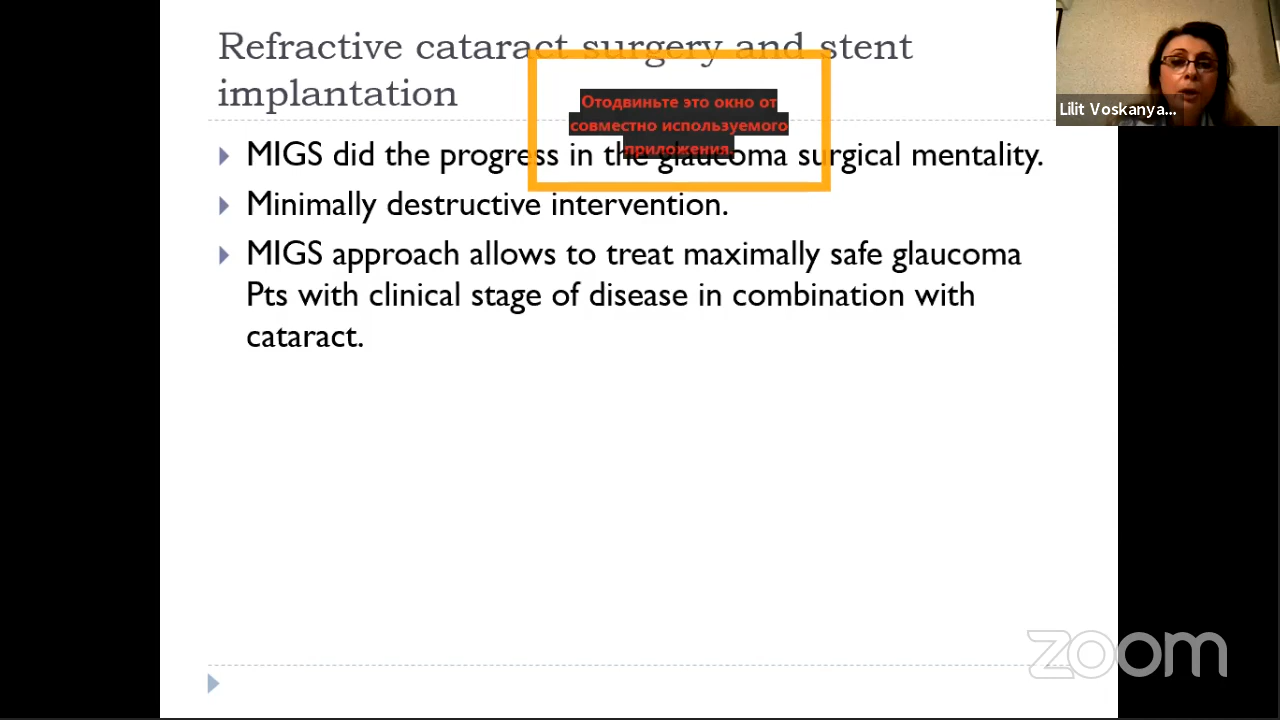 Refractive cataract surgery and stent
implantation
Отодвиньте это окно от
совместно используемого
приложения.
MIGS did the progress in the glaucoma surgical mentality.
Minimally destructive intervention.
MIGS approach allows to treat maximally safe glaucoma
Pts with clinical stage of disease in combination with
cataract.
Lilit Voskanya...
zoom